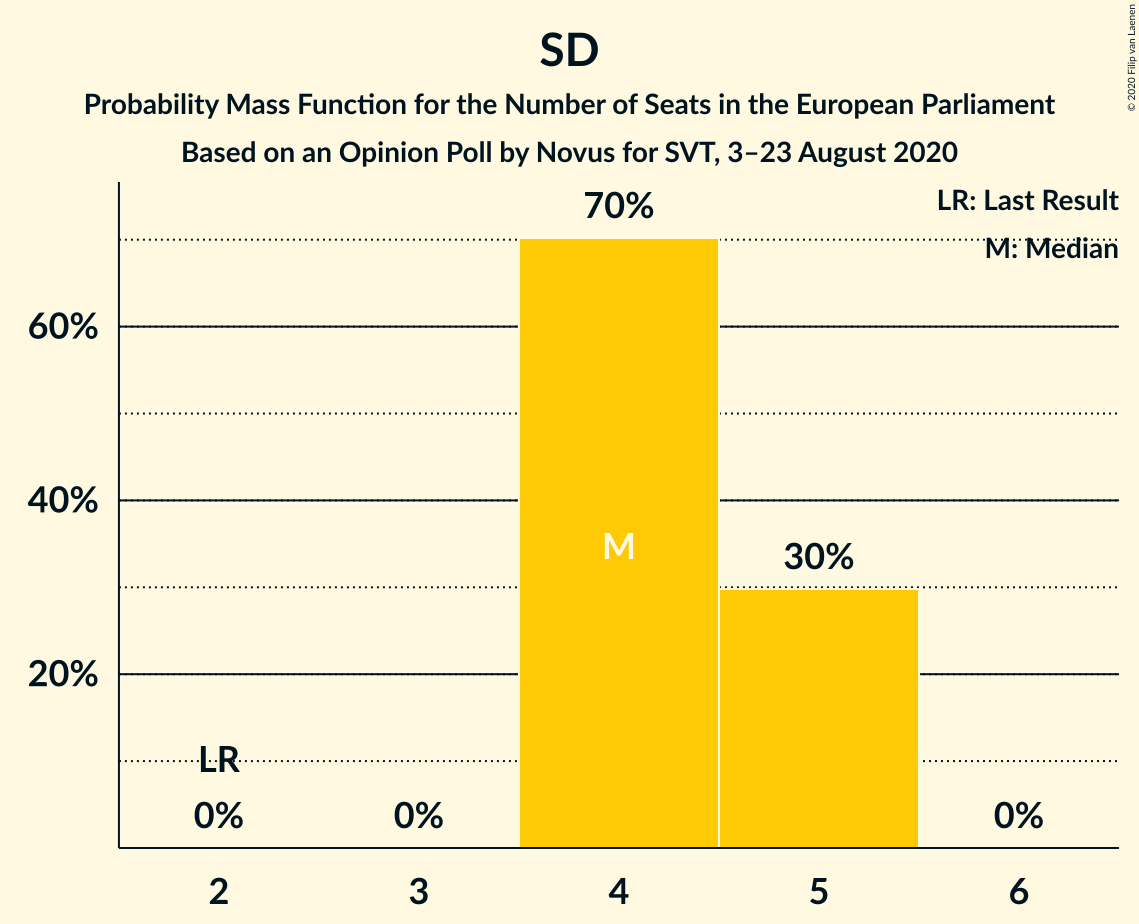 SD
Probability Mass Function for the Number of Seats in the European Parliament
Based on an Opinion Poll by Novus for SVT, 3–23 August 2020
© 2020 Filip van Laenen
LR: Last Result
M: Median
70%
60%
40%
M
30%
20%
LR
0%
0%
0%
2
3
4
5
6